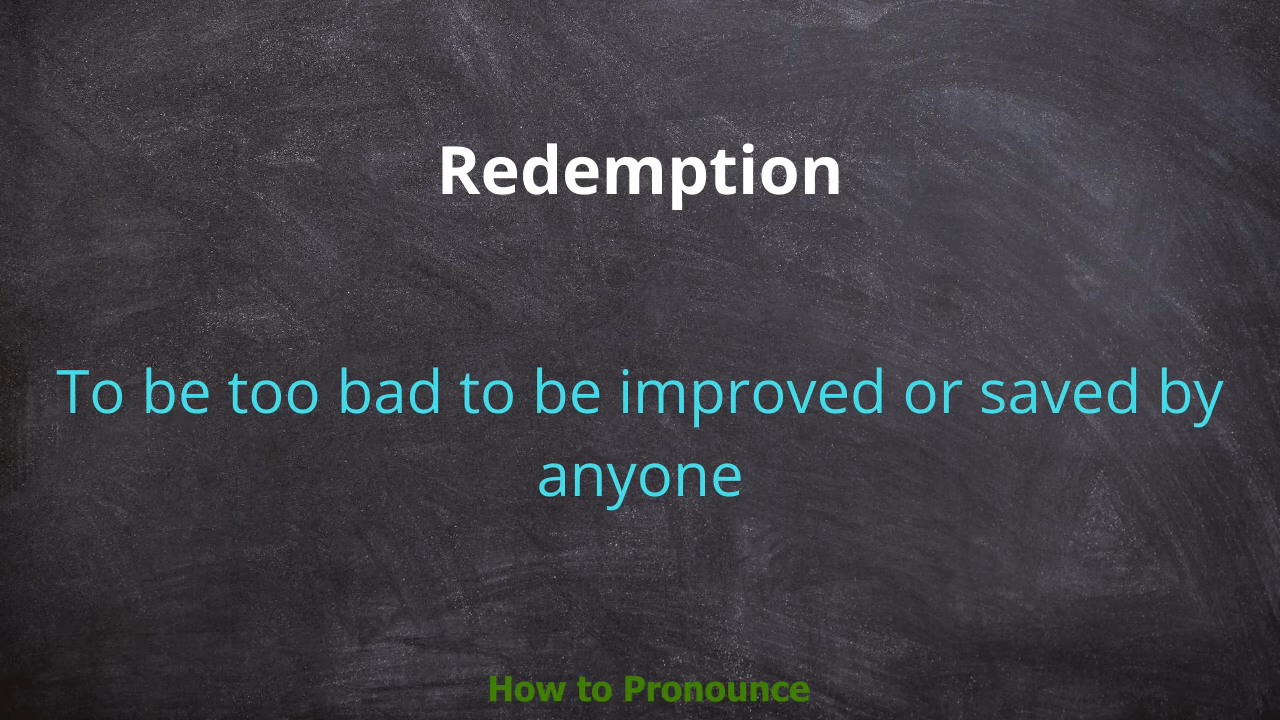 Redemption
To be too bad to be improved or saved by
anyone
How to Pronounce